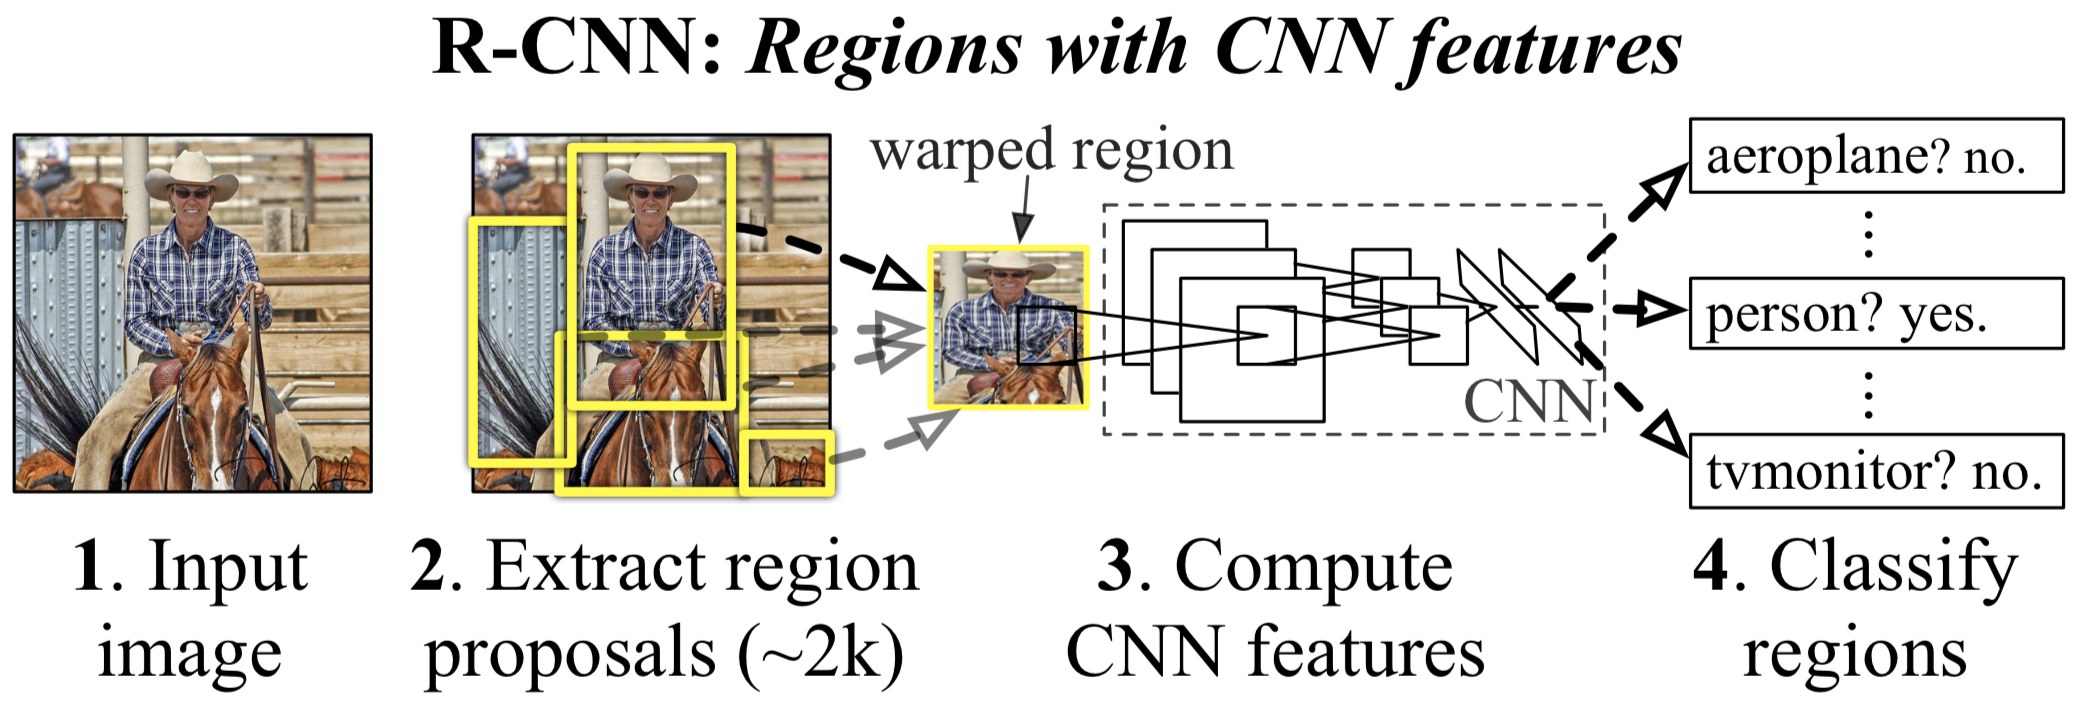 R-CNN: Regions with CNN features
warped region
aeroplane? no.
⋮
person? yes.
⋮
tvmonitor? no.
CNN
1. Input
image
2. Extract region
proposals (~2k)
3. Compute
CNN features
4. Classify
regions